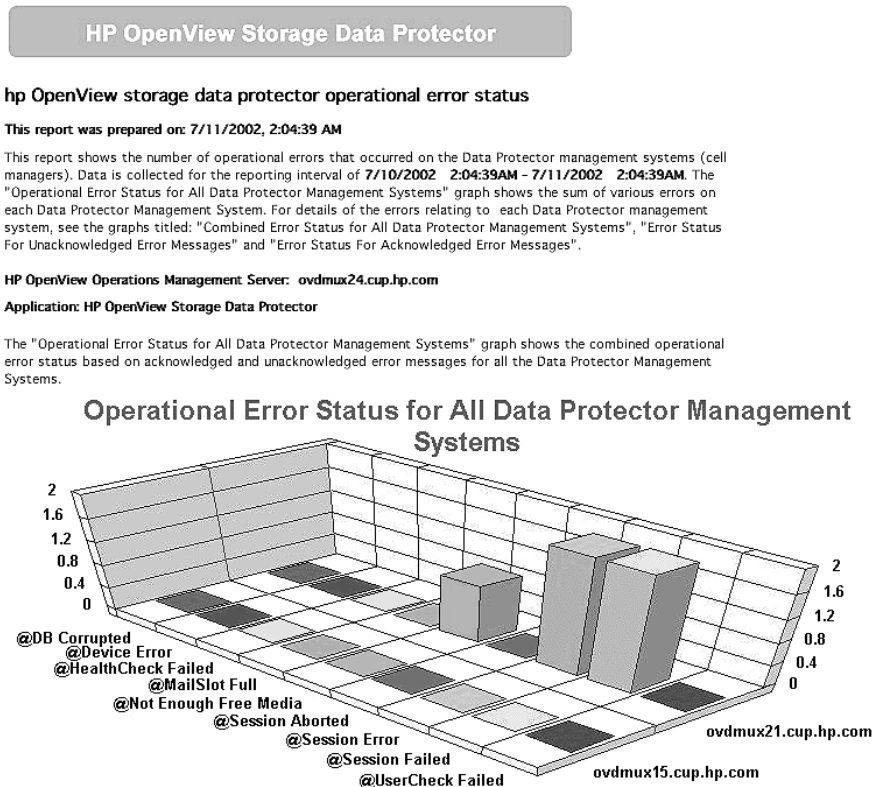 HP OpenView Storage Data Protector
hp OpenView storage data protector operational error status
This report was prepared on: 7/11/2002, 2:04:39 AM
This report shows the number of operational errors that occurred on the Data Protector management systems (cell
managers). Data is collected for the reporting interval of 7/10/2002 2:04:39AM - 7/11/2002 2:04:39AM. The
"Operational Error Status for All Data Protector Management Systems" graph shows the sum of various errors on
each Data Protector Management System. For details of the errors relating to each Data Protector management
system, see the graphs titled: "Combined Error Status for All Data Protector Management Systems", "Error Status
For Unacknowledged Error Messages" and "Error Status For Acknowledged Error Messages".
HP OpenView Operations Management Server: ovdmux24.cup.hp.com
Application: HP OpenView Storage Data Protector
The "Operational Error Status for All Data Protector Management Systems" graph shows the combined operational
error status based on acknowledged and unacknowledged error messages for all the Data Protector Management
Systems.
Operational Error Status for All Data Protector Management
Systems
2
1.6
1.2
0.8
0.4
0
2
1.6
1.2
0.8
0.4
0
@DB Corrupted
@Device Error
@HealthCheck Failed
@MailSlot Full
@Not Enough Free Media
@Session Aborted
@Session Error
@Session Failed
@UserCheck Failed
ovdmux21.cup.hp.com
ovdmux15.cup.hp.com